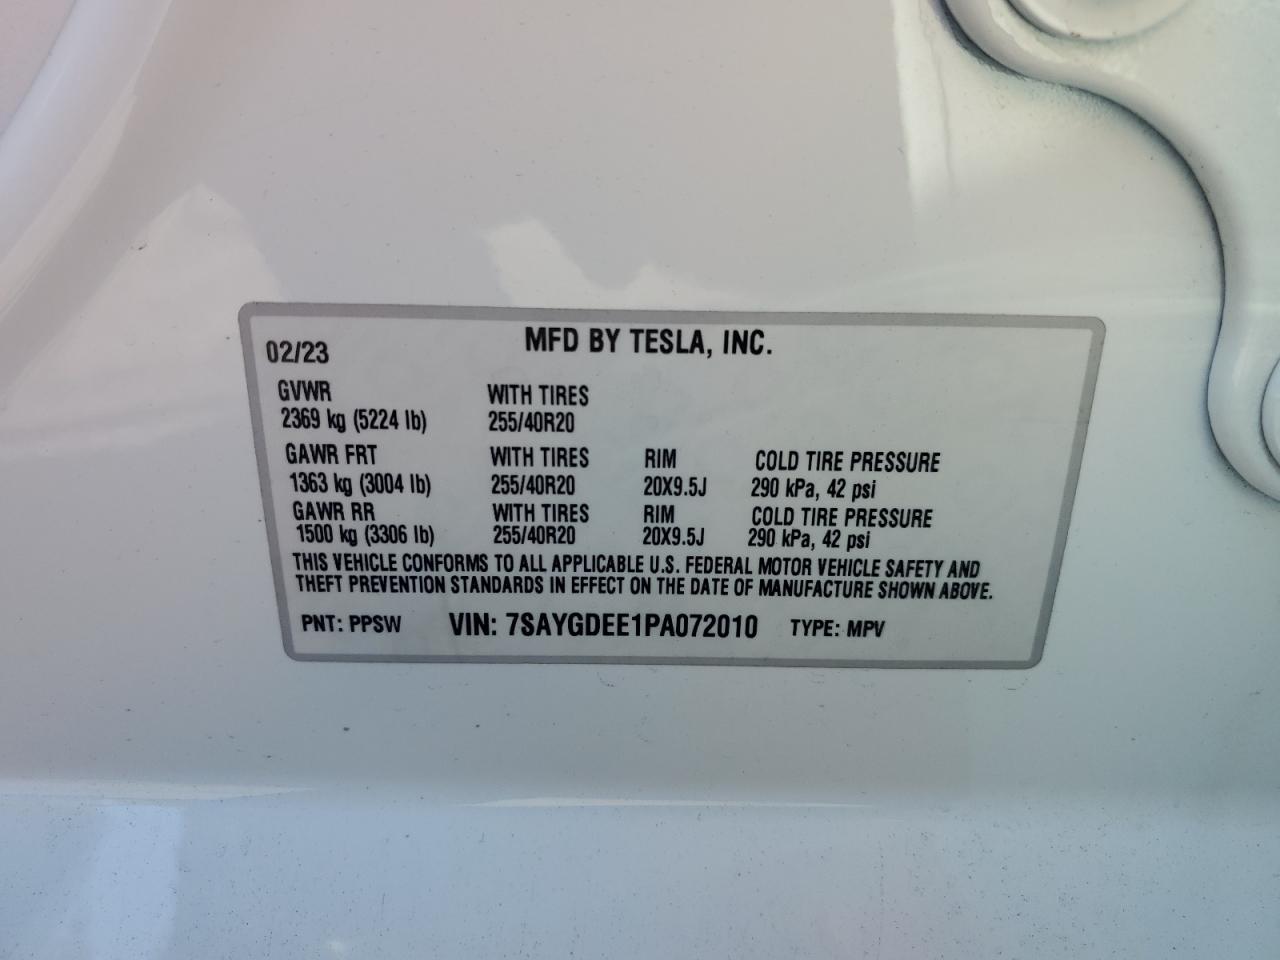 02/23 MFD BY TESLA, INC.
GVWR WITH TIRES
2369 kg (5224 lb) 255/40R20
GAWR FRT WITH TIRES RIM COLD TIRE PRESSURE
1363 kg (3004 lb) 255/40R20 20X9.5J 290 kPa, 42 psi
GAWR RR WITH TIRES RIM COLD TIRE PRESSURE
1500 kg (3306 lb) 255/40R20 20X9.5J 290 kPa, 42 psi
THIS VEHICLE CONFORMS TO ALL APPLICABLE U.S. FEDERAL MOTOR VEHICLE SAFETY AND
THEFT PREVENTION STANDARDS IN EFFECT ON THE DATE OF MANUFACTURE SHOWN ABOVE.
PNT: PPSW VIN: 7SAYGDEE1PA072010 TYPE: MPV